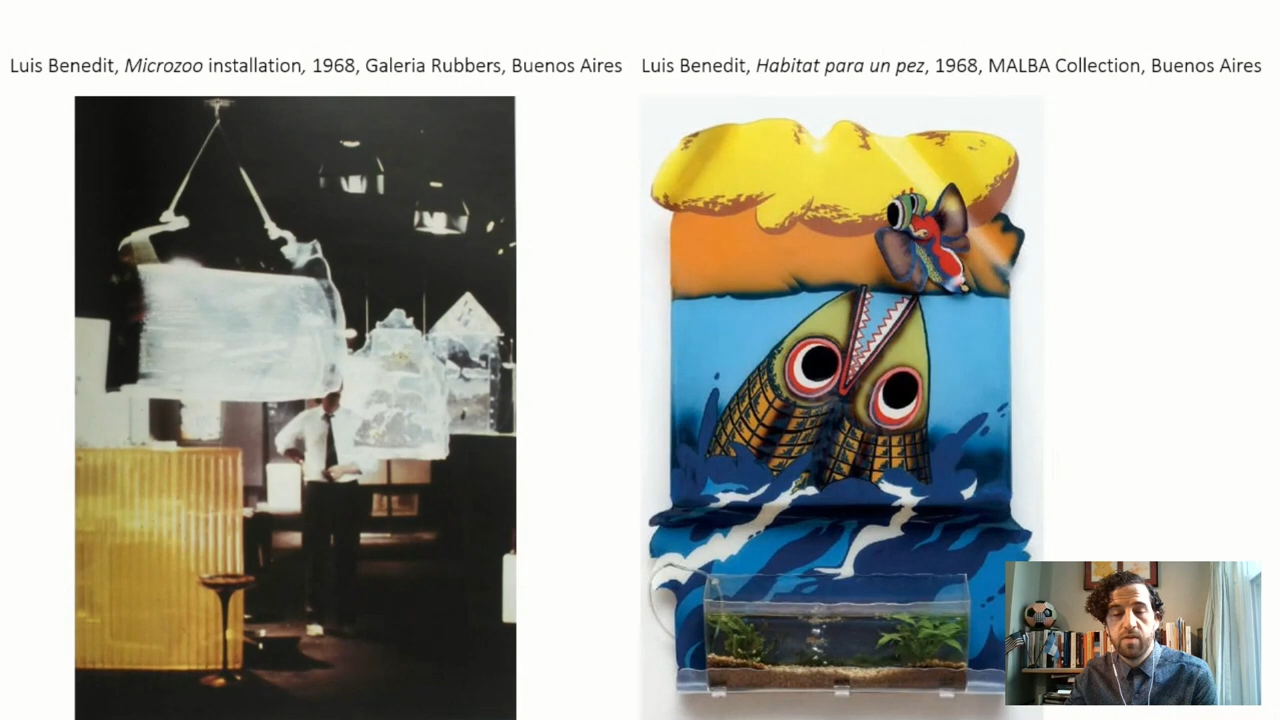 Luis Benedit, Microzoo installation, 1968, Galeria Rubbers, Buenos Aires
Luis Benedit, Habitat para un pez, 1968, MALBA Collection, Buenos Aires